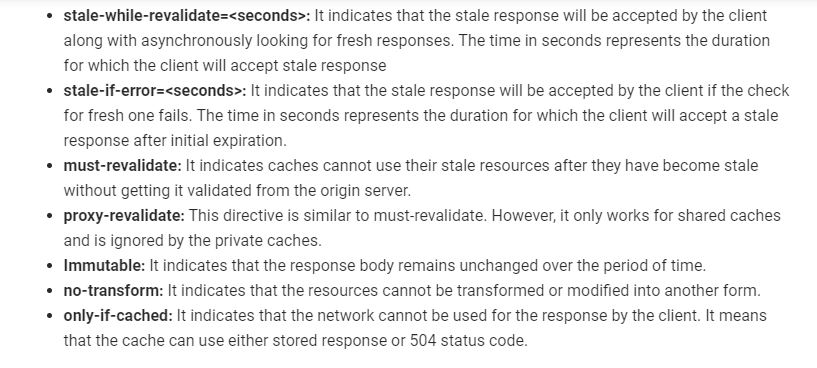 • stale-while-revalidate=<seconds>: It indicates that the stale response will be accepted by the client
along with asynchronously looking for fresh responses. The time in seconds represents the duration
for which the client will accept stale response
• stale-if-error=<seconds>: It indicates that the stale response will be accepted by the client if the check
for fresh one fails. The time in seconds represents the duration for which the client will accept a stale
response after initial expiration.
• must-revalidate: It indicates caches cannot use their stale resources after they have become stale
without getting it validated from the origin server.
• proxy-revalidate: This directive is similar to must-revalidate. However, it only works for shared caches
and is ignored by the private caches.
• Immutable: It indicates that the response body remains unchanged over the period of time.
• no-transform: It indicates that the resources cannot be transformed or modified into another form.
• only-if-cached: It indicates that the network cannot be used for the response by the client. It means
that the cache can use either stored response or 504 status code.